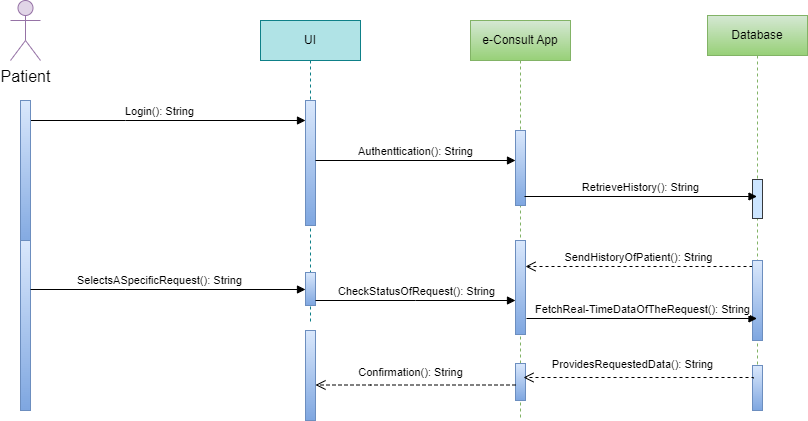 Patient
UI
e-Consult App
Database
Login(): String
Authenttication(): String
RetrieveHistory(): String
SendHistoryOfPatient(): String
SelectsASpecificRequest(): String
CheckStatusOfRequest(): String
FetchReal-TimeDataOfTheRequest(): String
ProvidesRequestedData(): String
Confirmation(): String